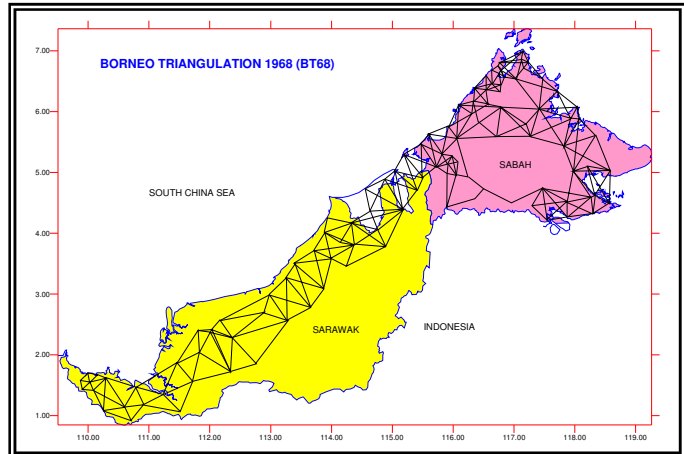 BORNEO TRIANGULATION 1968 (BT68)
7.00
6.00
5.00
4.00
3.00
2.00
1.00
SABAH
SOUTH CHINA SEA
SARAWAK
INDONESIA
110.00 111.00 112.00 113.00 114.00 115.00 116.00 117.00 118.00 119.00